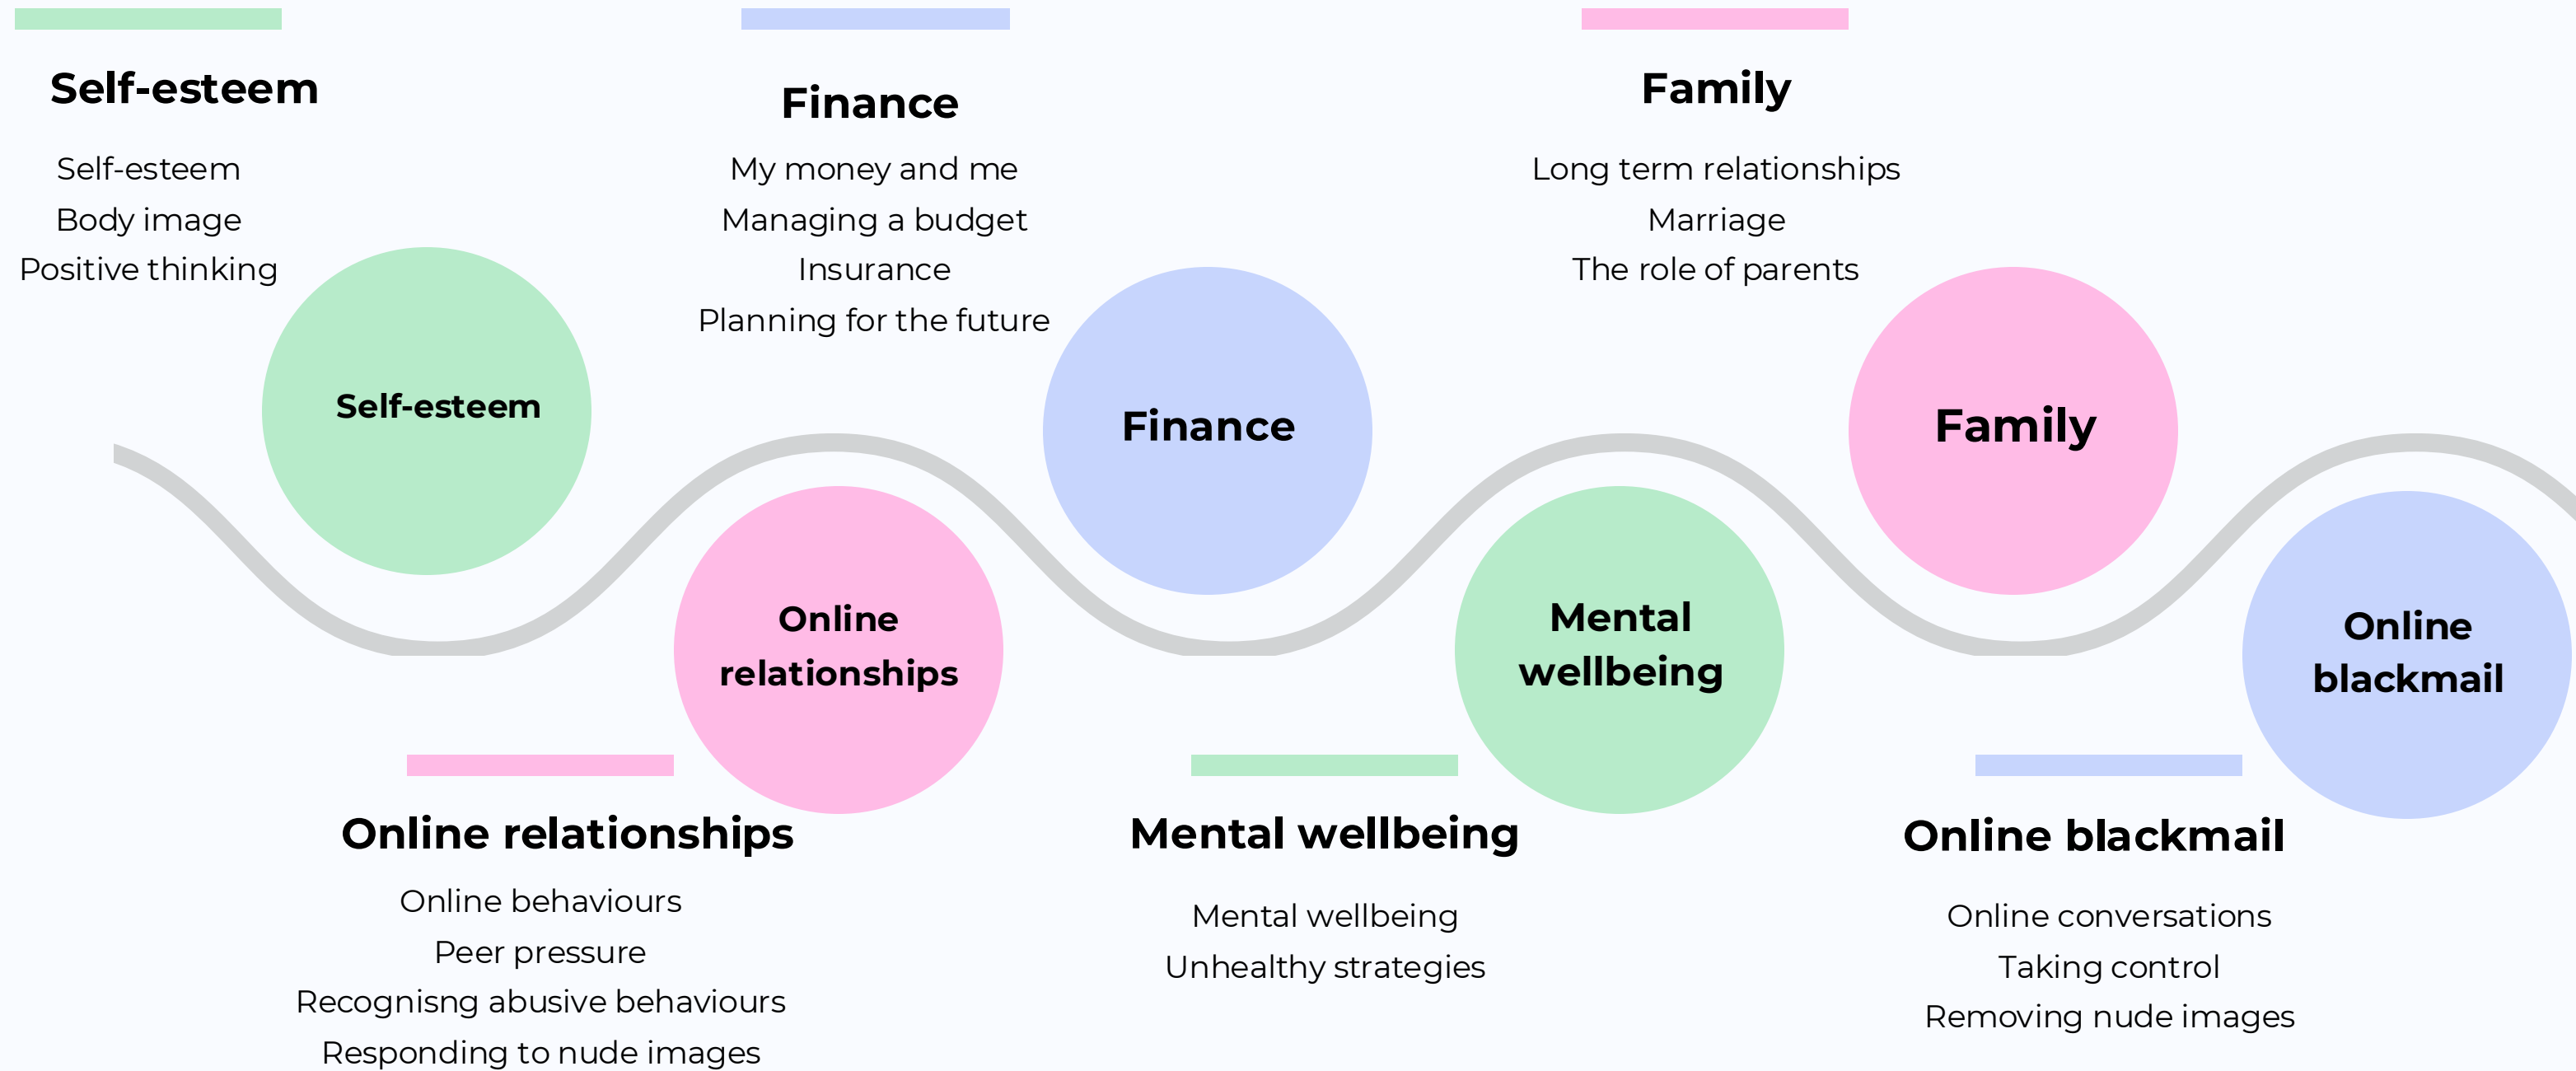 Self-esteem
Self-esteem
Body image
Positive thinking
Self-esteem
Online relationships
Online behaviours
Peer pressure
Recognisng abusive behaviours
Responding to nude images
Online
relationships
Finance
My money and me
Managing a budget
Insurance
Planning for the future
Finance
Mental wellbeing
Mental wellbeing
Unhealthy strategies
Mental
wellbeing
Family
Long term relationships
Marriage
The role of parents
Family
Online blackmail
Online conversations
Taking control
Removing nude images
Online
blackmail